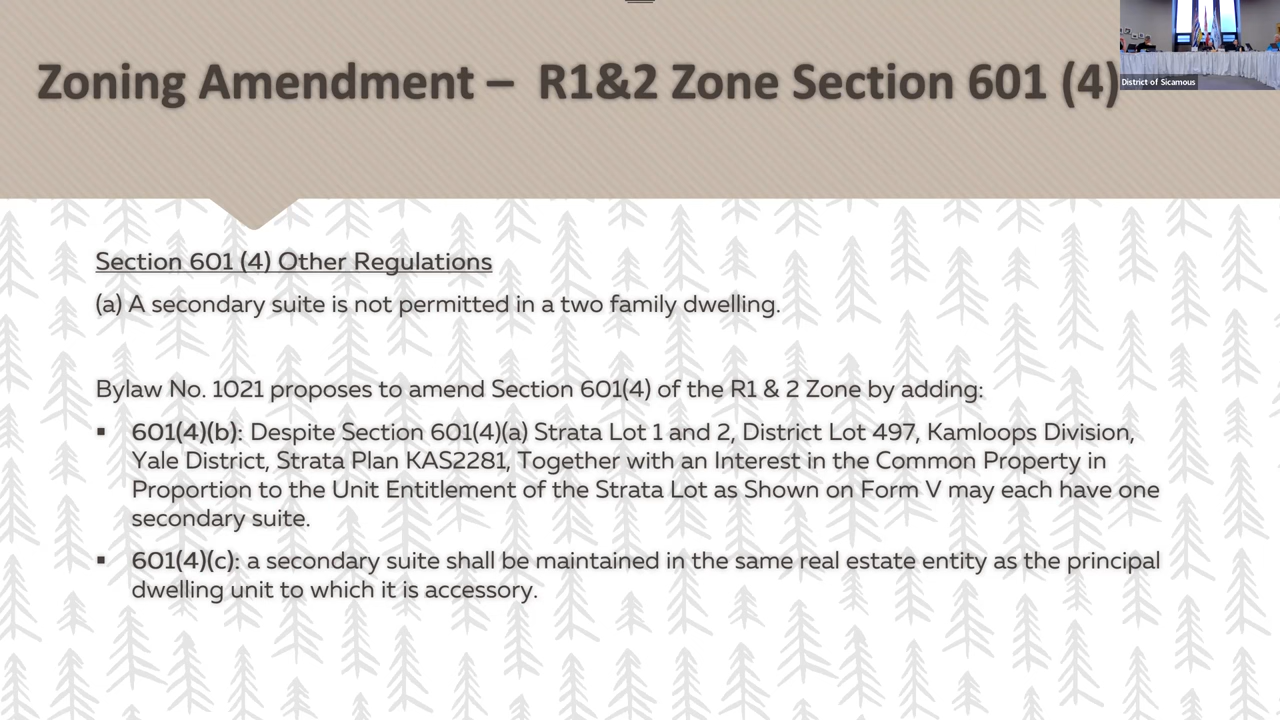 Zoning Amendment – R1&2 Zone Section 601 (4)
District of Sicamous
Section 601 (4) Other Regulations
(a) A secondary suite is not permitted in a two family dwelling.
Bylaw No. 1021 proposes to amend Section 601(4) of the R1 & 2 Zone by adding:
▪ 601(4)(b): Despite Section 601(4)(a) Strata Lot 1 and 2, District Lot 497, Kamloops Division,
Yale District, Strata Plan KAS2281, Together with an Interest in the Common Property in
Proportion to the Unit Entitlement of the Strata Lot as Shown on Form V may each have one
secondary suite.
▪ 601(4)(c): a secondary suite shall be maintained in the same real estate entity as the principal
dwelling unit to which it is accessory.